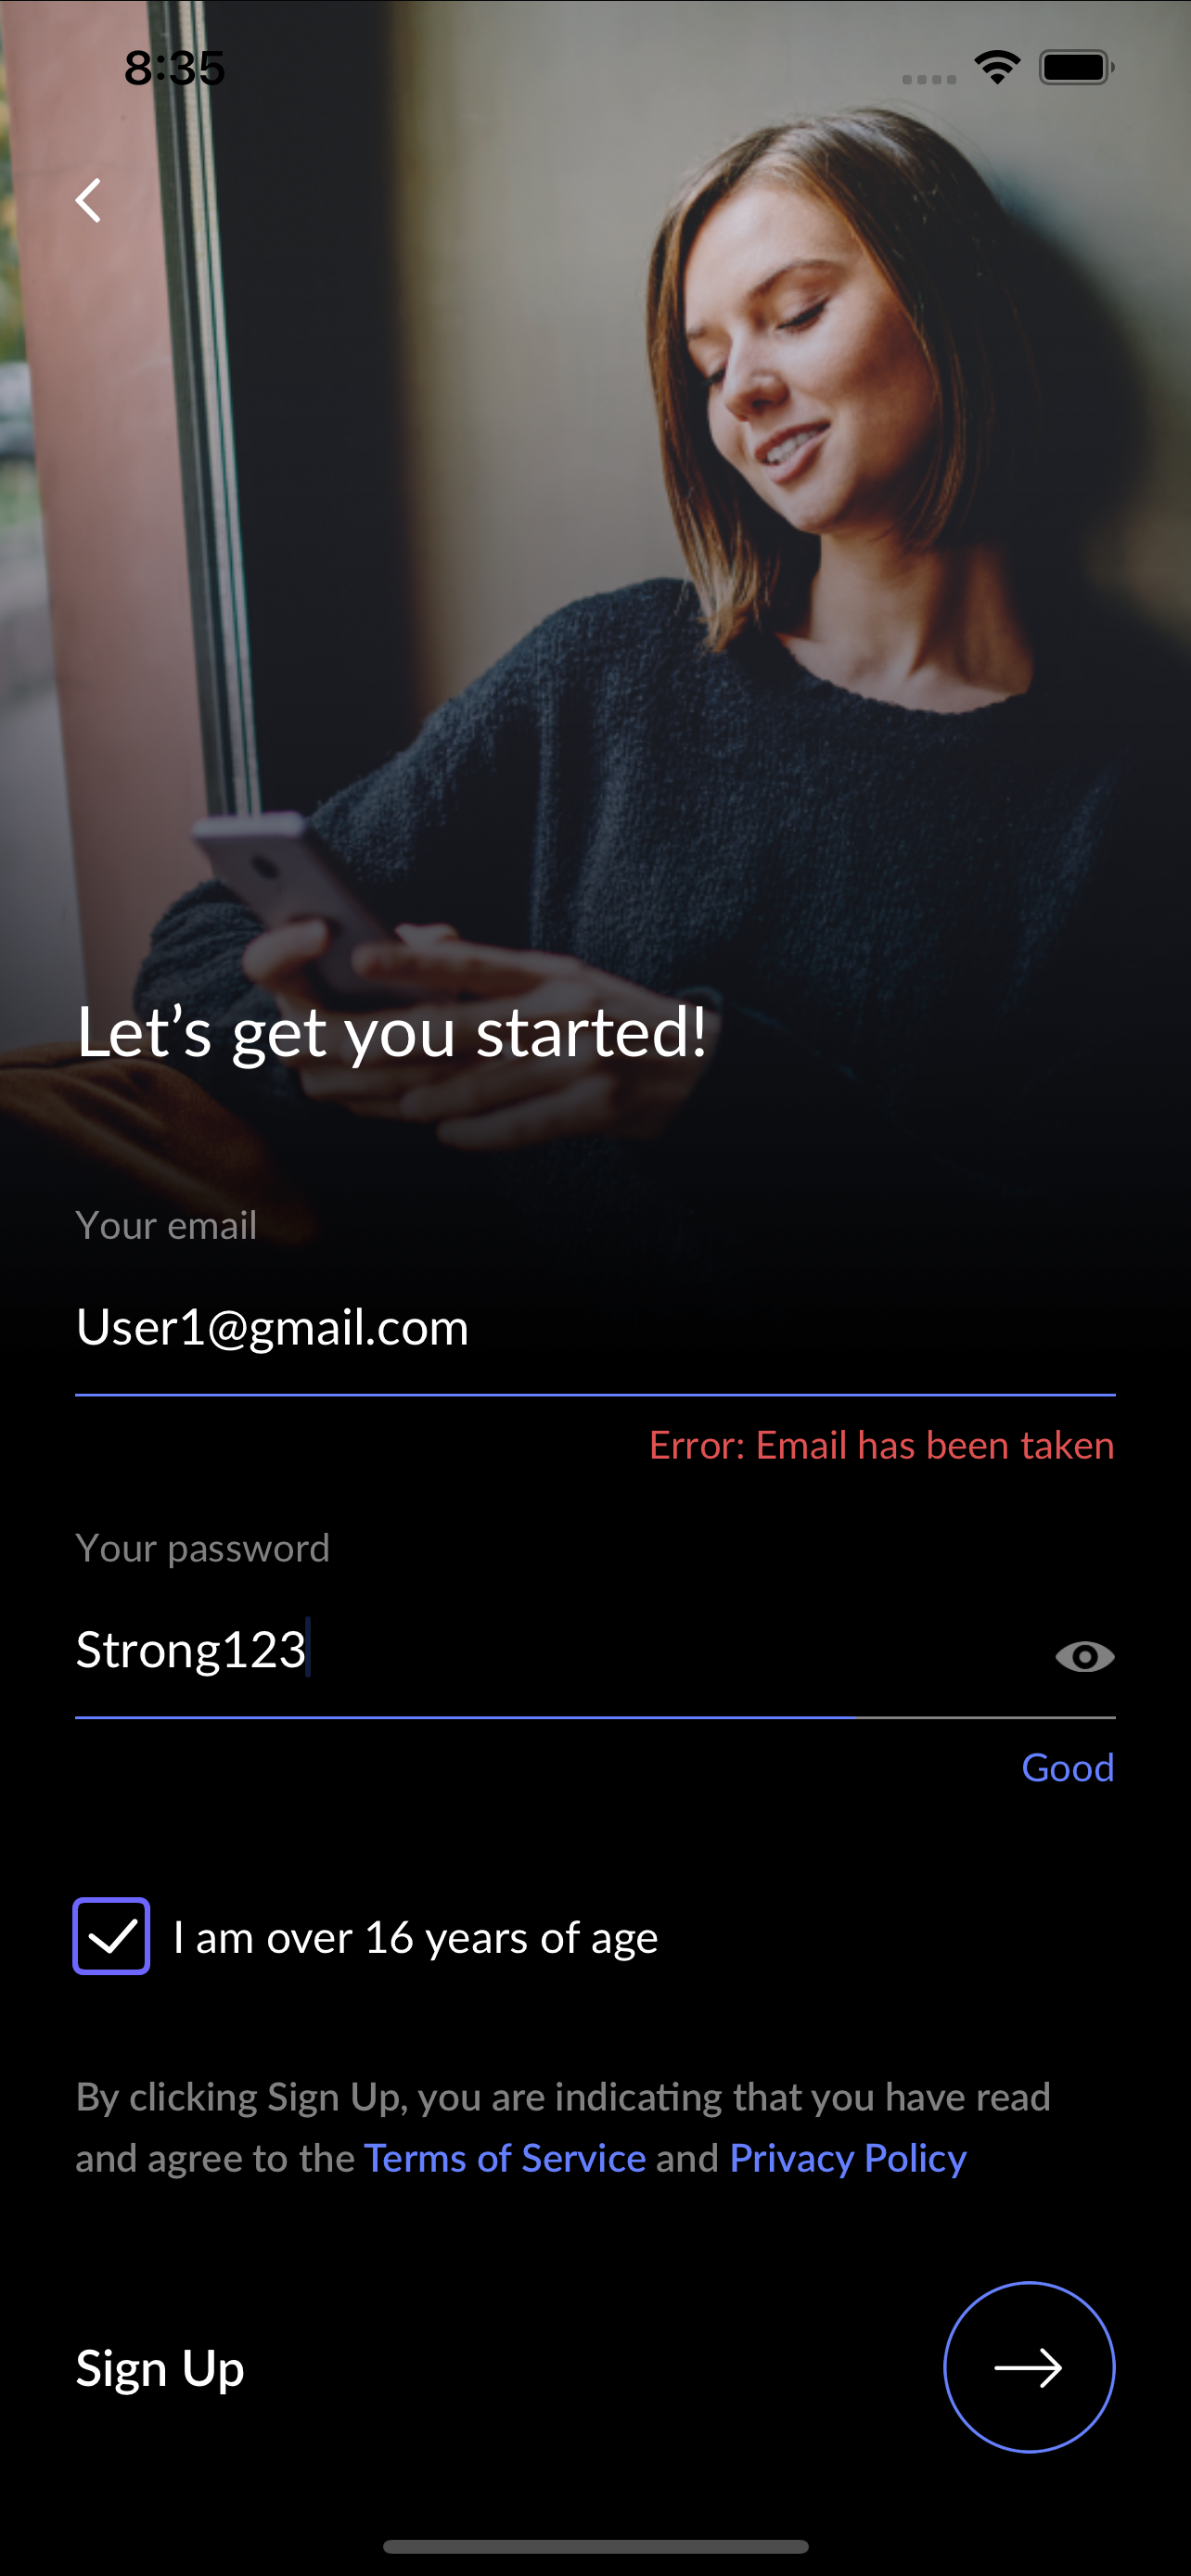 8:35
Let’s get you started!
Your email
User1@gmail.com
Error: Email has been taken
Your password
Strong123
Good
I am over 16 years of age
By clicking Sign Up, you are indicating that you have read
and agree to the Terms of Service and Privacy Policy
Sign Up